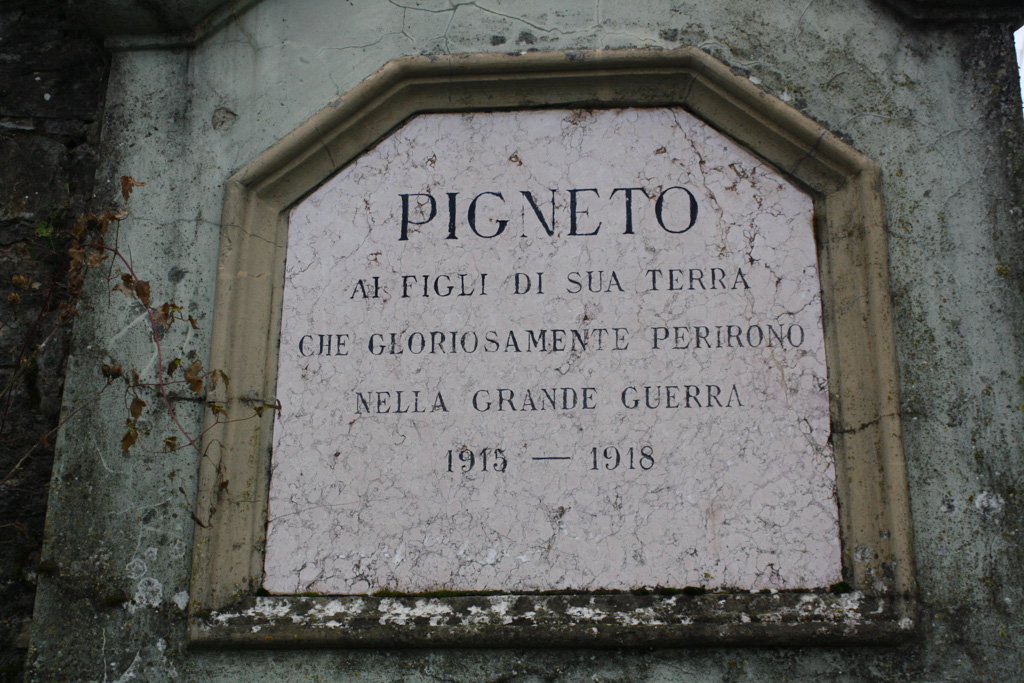 PIGNETO
AI FIGLI DI SUA TERRA
CHE GLORIOSAMENTE PERIRONO
NELLA GRANDE GUERRA
1915 — 1918